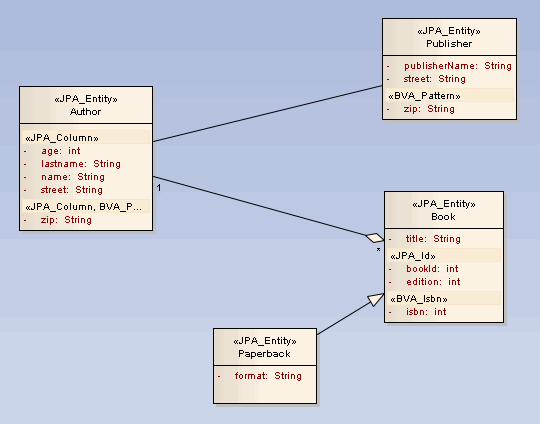 «JPA_Entity»
Publisher
- publisherName: String
- street: String
«BVA_Pattern»
- zip: String
«JPA_Entity»
Author
«JPA_Column»
- age: int
- lastname: String
- name: String
- street: String
«JPA_Column, BVA_P...
- zip: String
1
*
«JPA_Entity»
Book
- title: String
«JPA_Id»
- bookId: int
- edition: int
«BVA_Isbn»
- isbn: int
«JPA_Entity»
Paperback
- format: String